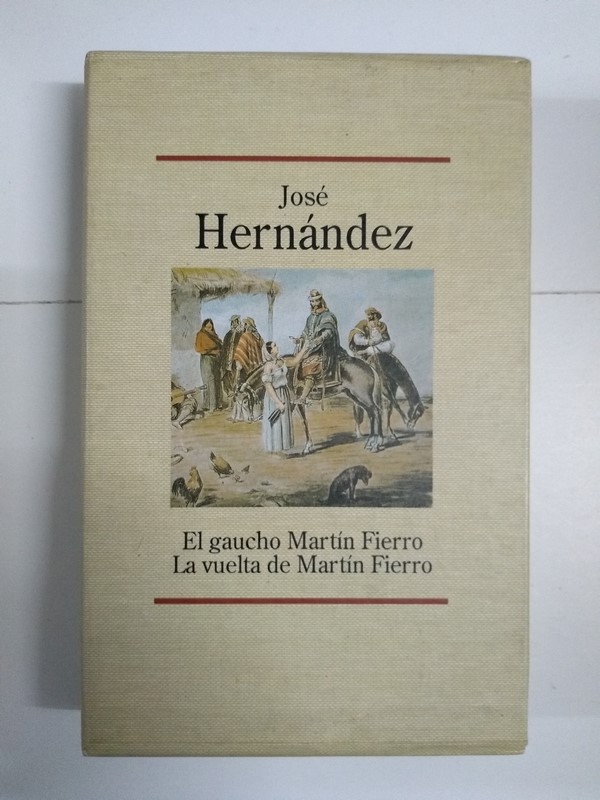 José
Hernández
El gaucho Martín Fierro
La vuelta de Martín Fierro